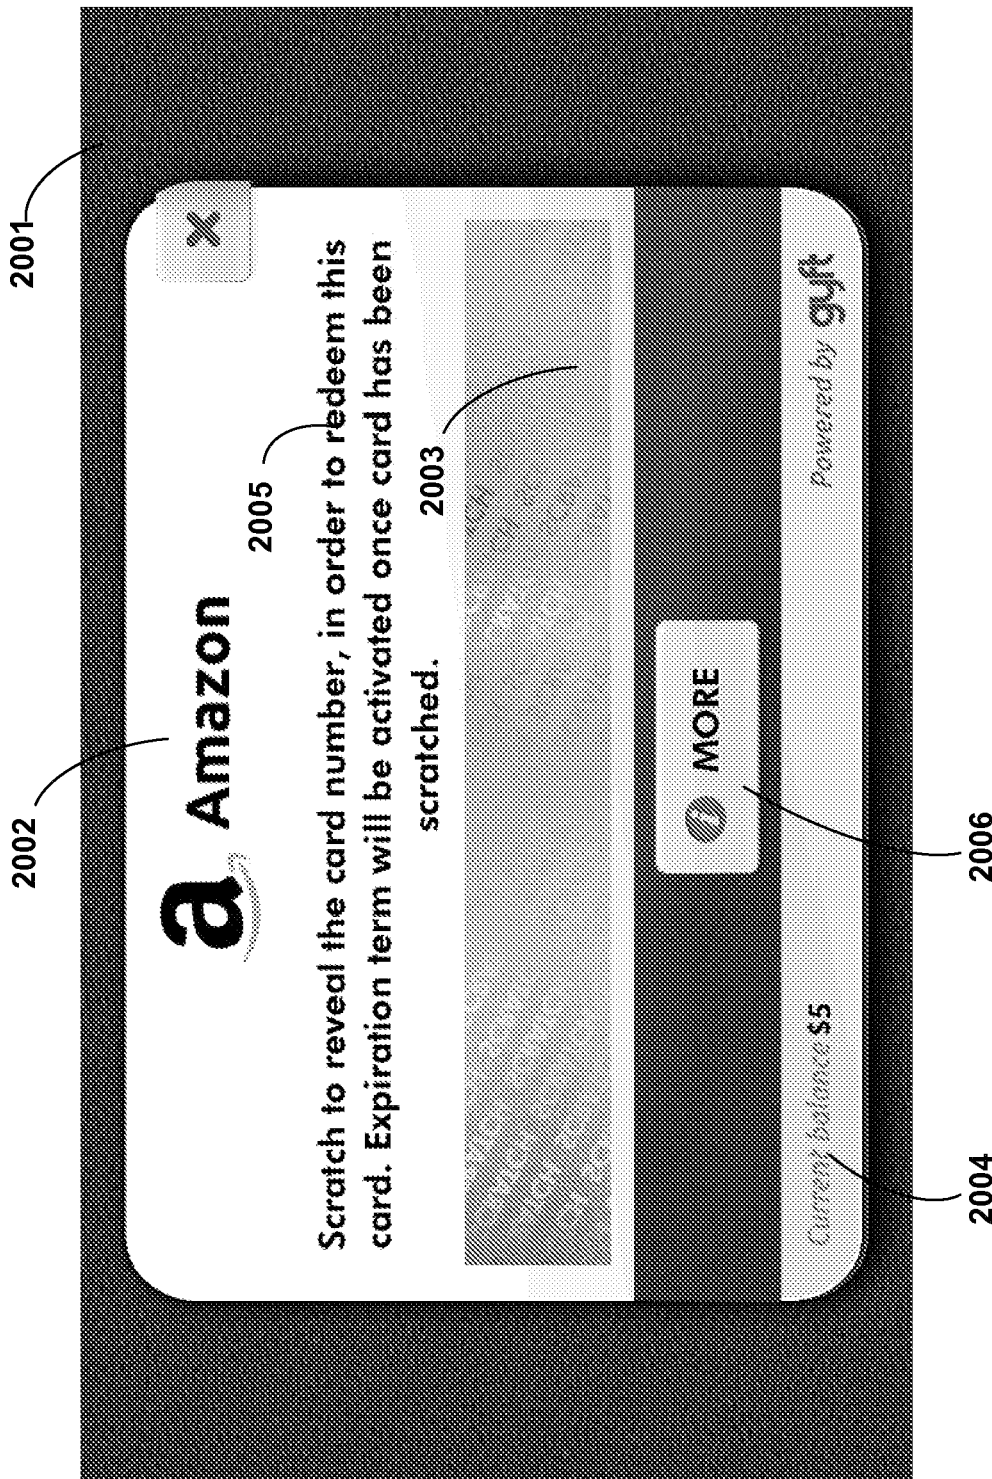 2001
2002
a Amazon
2005
Scratch to reveal the card number, in order to redeem this
card. Expiration term will be activated once card has been
scratched.
2003
i MORE
2006
Current balance $5
Powered by gyft
2004